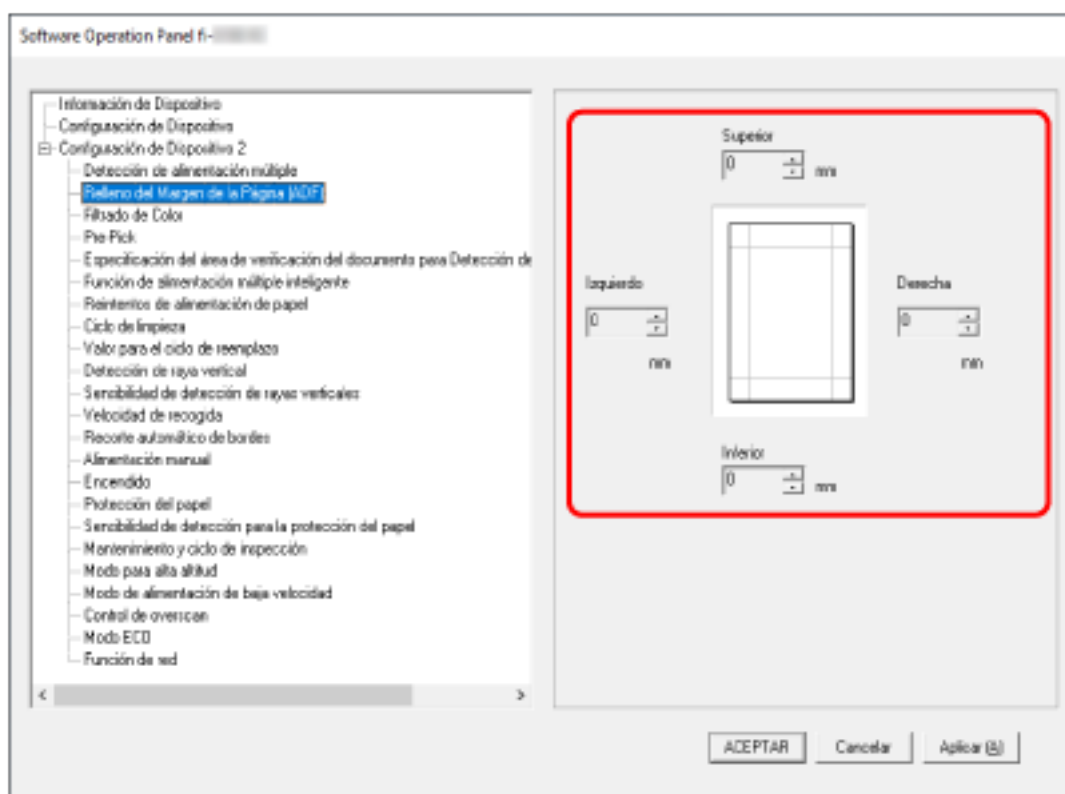 Software Operation Panel fi-
Información de Dispositivo
Configuración de Dispositivo
Configuración de Dispositivo 2
Detección de alimentación múltiple
Relleno del Margen de la Página (ADF)
Filtrado de Color
Pre-Pick
Especificación del área de verificación del documento para Detección de
Función de alimentación múltiple inteligente
Reintentos de alimentación de papel
Ciclo de limpieza
Valor para el ciclo de reemplazo
Detección de raya vertical
Sensibilidad de detección de rayas verticales
Velocidad de recogida
Recorte automático de bordes
Alimentación manual
Encendido
Protección del papel
Sensibilidad de detección para la protección del papel
Mantenimiento y ciclo de inspección
Modo para alta altitud
Modo de alimentación de baja velocidad
Control de overscan
Modo ECO
Función de red
Superior
0 mm
Izquierdo
0
mm
Derecha
0
mm
Inferior
0 mm
ACEPTAR Cancelar Aplicar (A)